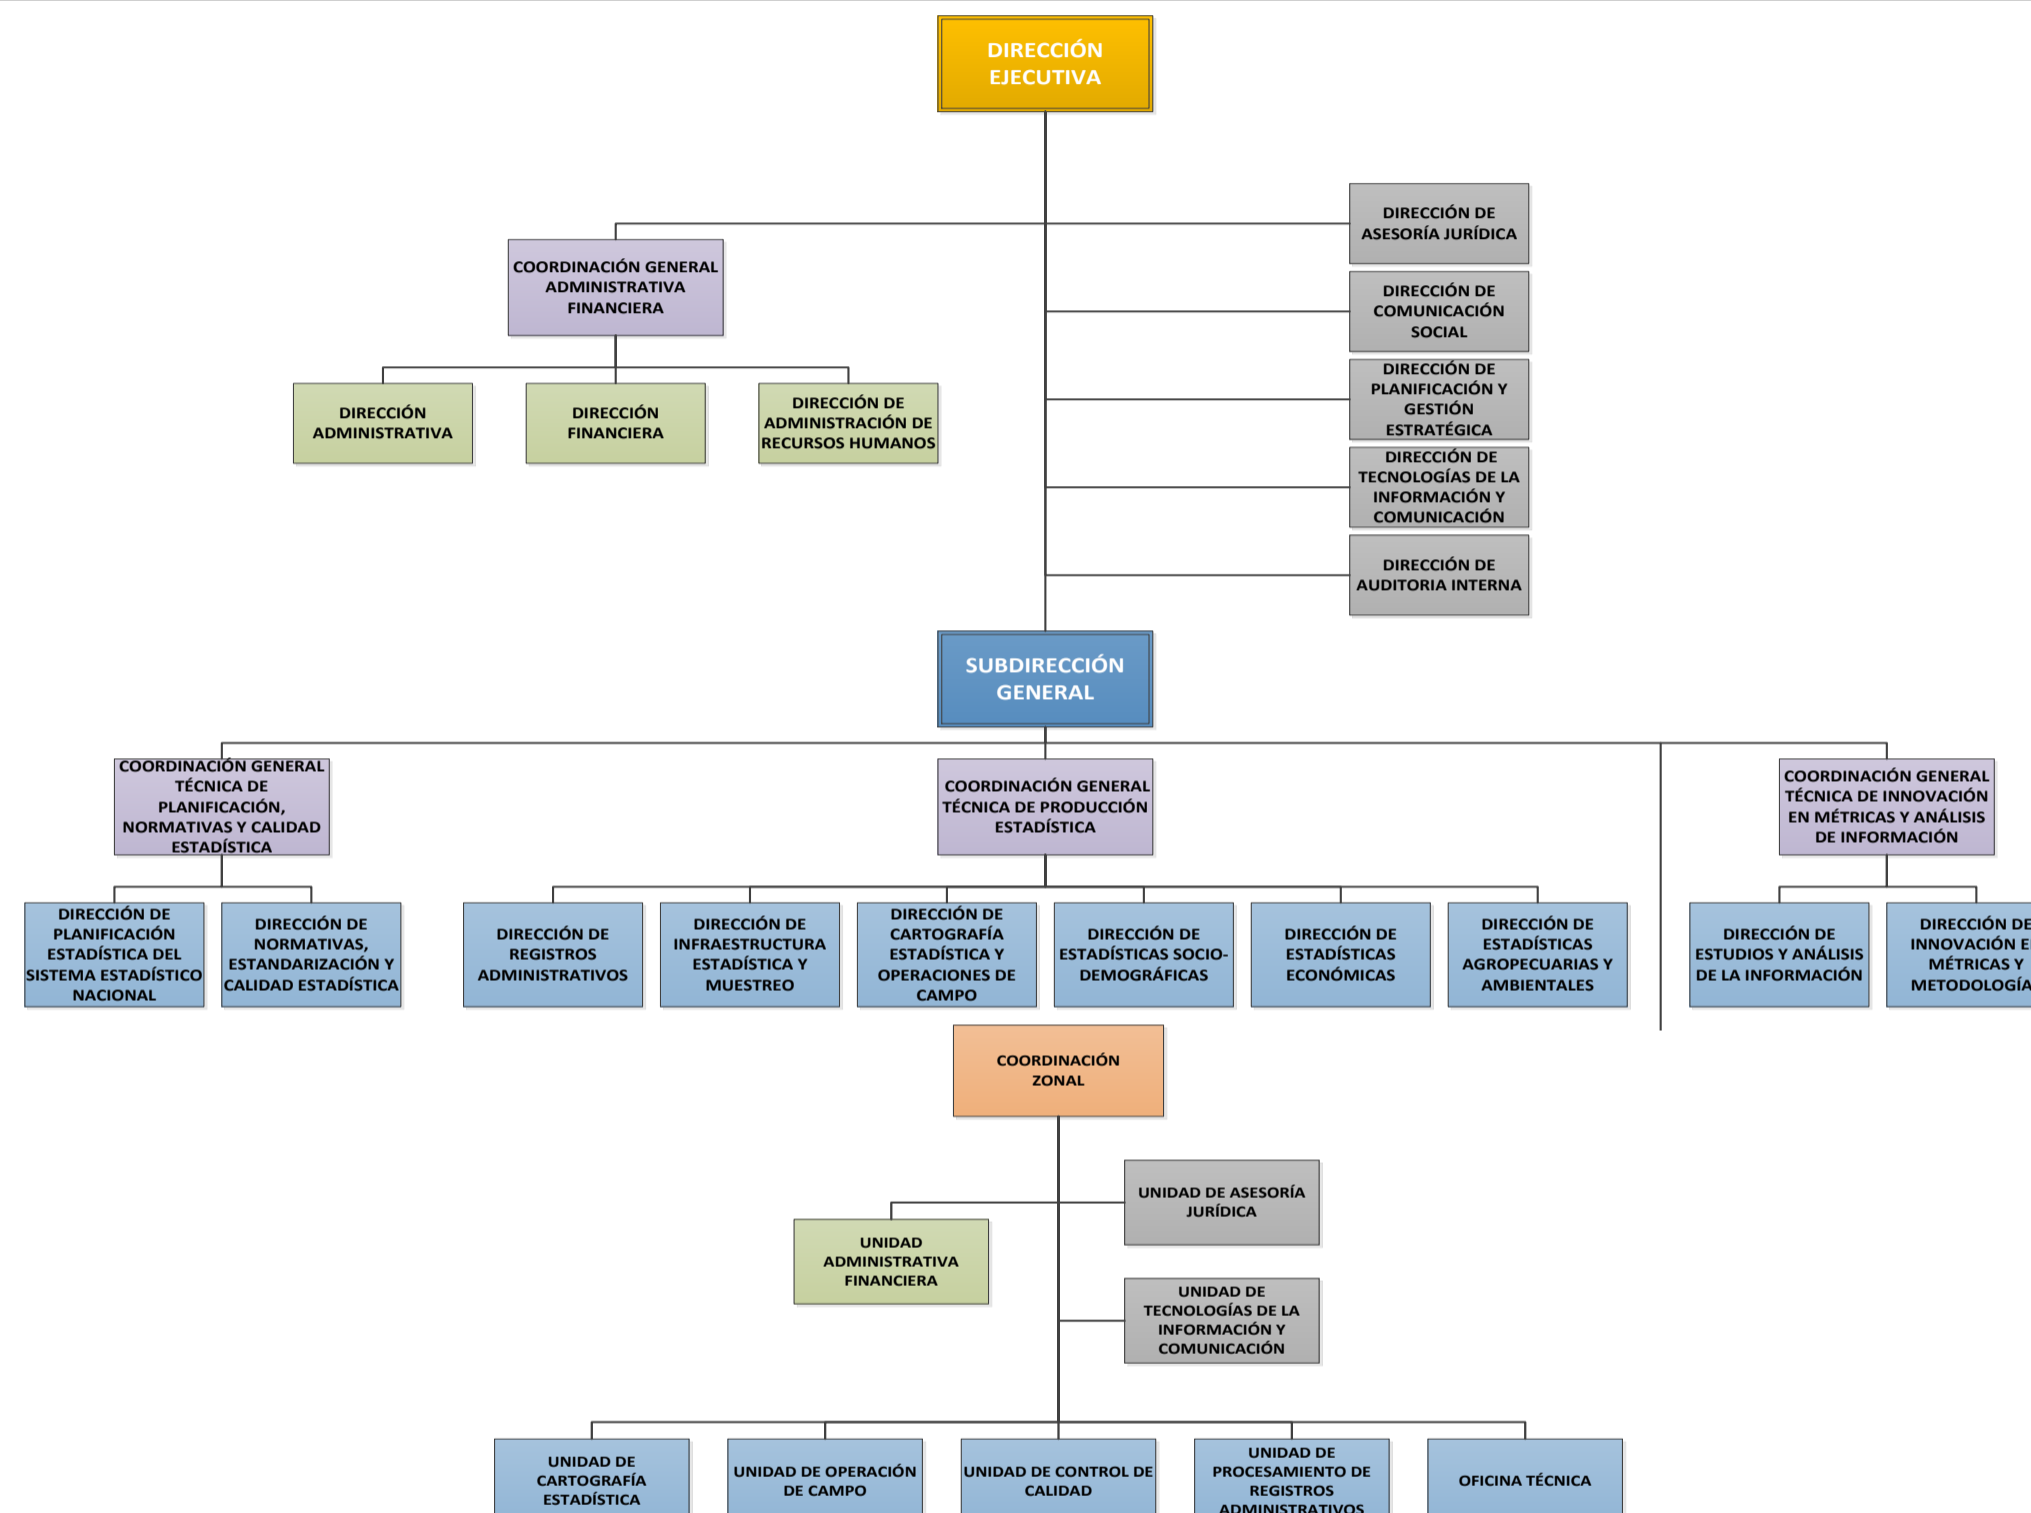 DIRECCIÓN
EJECUTIVA
DIRECCIÓN DE
ASESORÍA JURÍDICA
COORDINACIÓN GENERAL
ADMINISTRATIVA
FINANCIERA
DIRECCIÓN DE
COMUNICACIÓN
SOCIAL
DIRECCIÓN DE
PLANIFICACIÓN Y
GESTIÓN
ESTRATÉGICA
DIRECCIÓN
ADMINISTRATIVA
DIRECCIÓN
FINANCIERA
DIRECCIÓN DE
ADMINISTRACIÓN DE
RECURSOS HUMANOS
DIRECCIÓN DE
TECNOLOGÍAS DE LA
INFORMACIÓN Y
COMUNICACIÓN
DIRECCIÓN DE
AUDITORIA INTERNA
SUBDIRECCIÓN
GENERAL
COORDINACIÓN GENERAL
TÉCNICA DE
PLANIFICACIÓN,
NORMATIVAS Y CALIDAD
ESTADÍSTICA
COORDINACIÓN GENERAL
TÉCNICA DE PRODUCCIÓN
ESTADÍSTICA
COORDINACIÓN GENERAL
TÉCNICA DE INNOVACIÓN
EN MÉTRICAS Y ANÁLISIS
DE INFORMACIÓN
DIRECCIÓN DE
PLANIFICACIÓN
ESTADÍSTICA DEL
SISTEMA ESTADÍSTICO
NACIONAL
DIRECCIÓN DE
NORMATIVAS,
ESTANDARIZACIÓN Y
CALIDAD ESTADÍSTICA
DIRECCIÓN DE
REGISTROS
ADMINISTRATIVOS
DIRECCIÓN DE
INFRAESTRUCTURA
ESTADÍSTICA Y
MUESTREO
DIRECCIÓN DE
CARTOGRAFÍA
ESTADÍSTICA Y
OPERACIONES DE
CAMPO
DIRECCIÓN DE
ESTADÍSTICAS SOCIO-
DEMOGRÁFICAS
DIRECCIÓN DE
ESTADÍSTICAS
ECONÓMICAS
DIRECCIÓN DE
ESTADÍSTICAS
AGROPECUARIAS Y
AMBIENTALES
DIRECCIÓN DE
ESTUDIOS Y ANÁLISIS
DE LA INFORMACIÓN
DIRECCIÓN DE
INNOVACIÓN E
MÉTRICAS Y
METODOLOGÍA
COORDINACIÓN
ZONAL
UNIDAD DE ASESORÍA
JURÍDICA
UNIDAD
ADMINISTRATIVA
FINANCIERA
UNIDAD DE
TECNOLOGÍAS DE LA
INFORMACIÓN Y
COMUNICACIÓN
UNIDAD DE
CARTOGRAFÍA
ESTADÍSTICA
UNIDAD DE OPERACIÓN
DE CAMPO
UNIDAD DE CONTROL DE
CALIDAD
UNIDAD DE
PROCESAMIENTO DE
REGISTROS
ADMINISTRATIVOS
OFICINA TÉCNICA